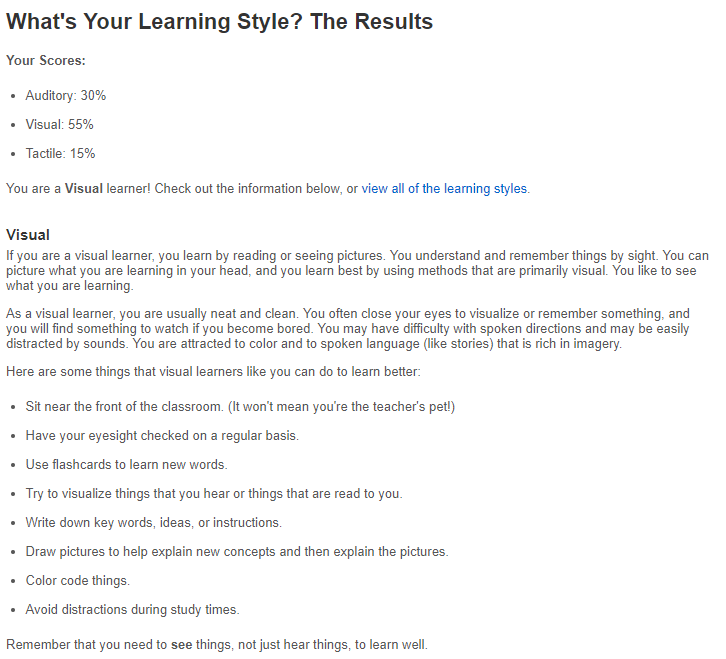 What's Your Learning Style? The Results
Your Scores:
• Auditory: 30%
• Visual: 55%
• Tactile: 15%
You are a Visual learner! Check out the information below, or view all of the learning styles.
Visual
If you are a visual learner, you learn by reading or seeing pictures. You understand and remember things by sight. You can
picture what you are learning in your head, and you learn best by using methods that are primarily visual. You like to see
what you are learning.
As a visual learner, you are usually neat and clean. You often close your eyes to visualize or remember something, and
you will find something to watch if you become bored. You may have difficulty with spoken directions and may be easily
distracted by sounds. You are attracted to color and to spoken language (like stories) that is rich in imagery.
Here are some things that visual learners like you can do to learn better:
• Sit near the front of the classroom. (It won't mean you're the teacher's pet!)
• Have your eyesight checked on a regular basis.
• Use flashcards to learn new words.
• Try to visualize things that you hear or things that are read to you.
• Write down key words, ideas, or instructions.
• Draw pictures to help explain new concepts and then explain the pictures.
• Color code things.
• Avoid distractions during study times.
Remember that you need to see things, not just hear things, to learn well.